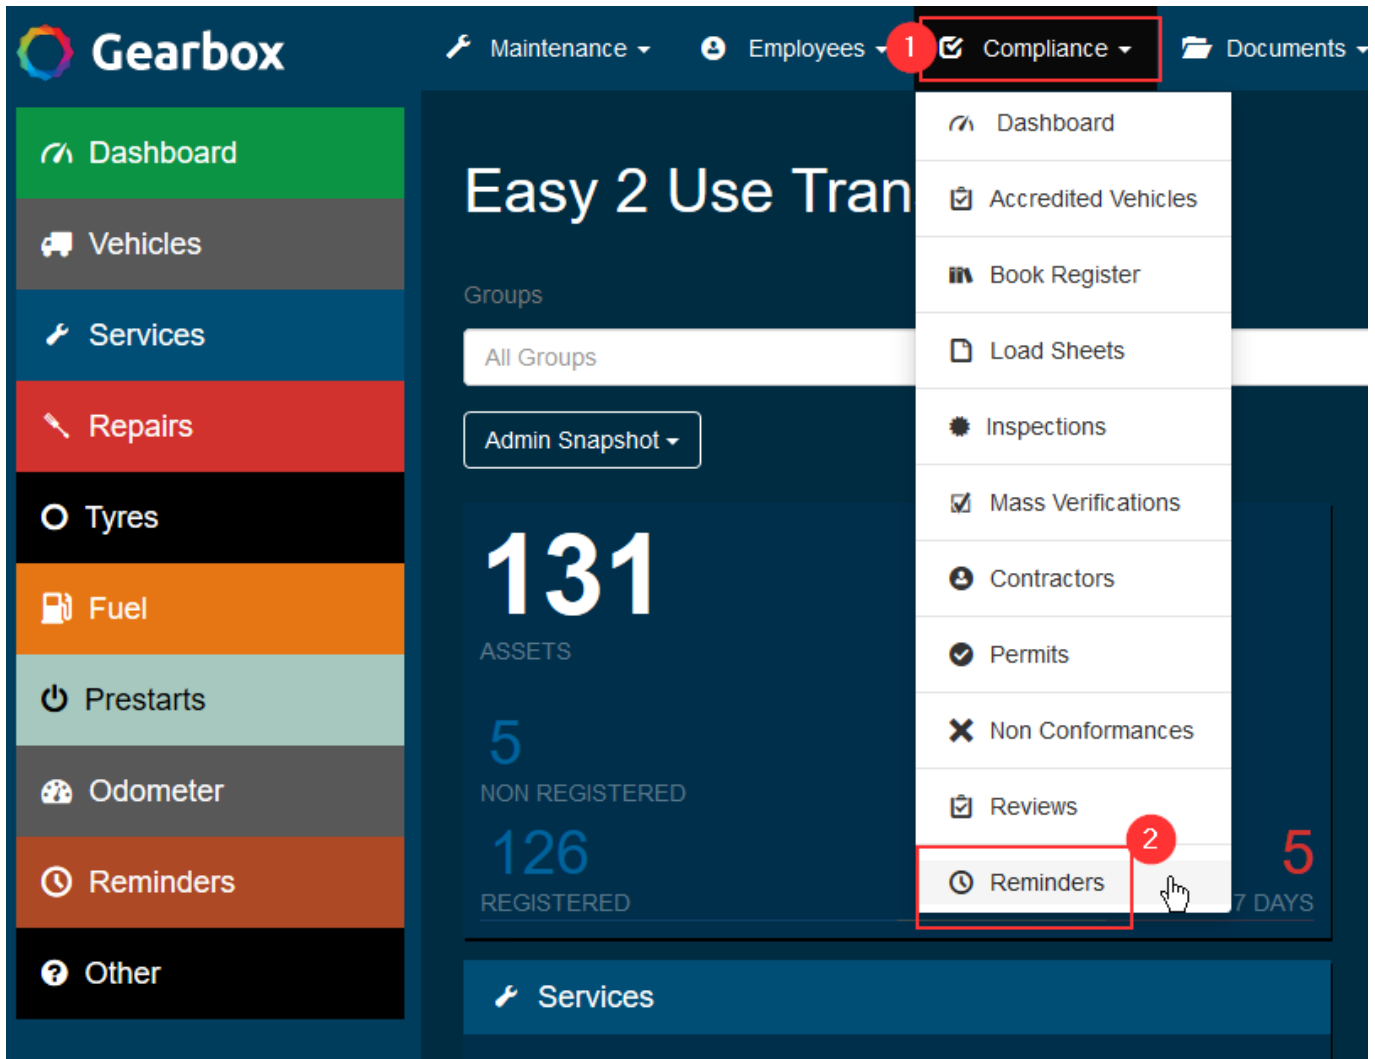 Gearbox
Maintenance
Employees
1
Compliance
Documents
Dashboard
Vehicles
Services
Repairs
Tyres
Fuel
Prestarts
Odometer
Reminders
Other
Easy 2 Use Tran
Groups
All Groups
Admin Snapshot
131
ASSETS
5
NON REGISTERED
126
REGISTERED
5
7 DAYS
Services
Dashboard
Accredited Vehicles
Book Register
Load Sheets
Inspections
Mass Verifications
Contractors
Permits
Non Conformances
Reviews
2
Reminders